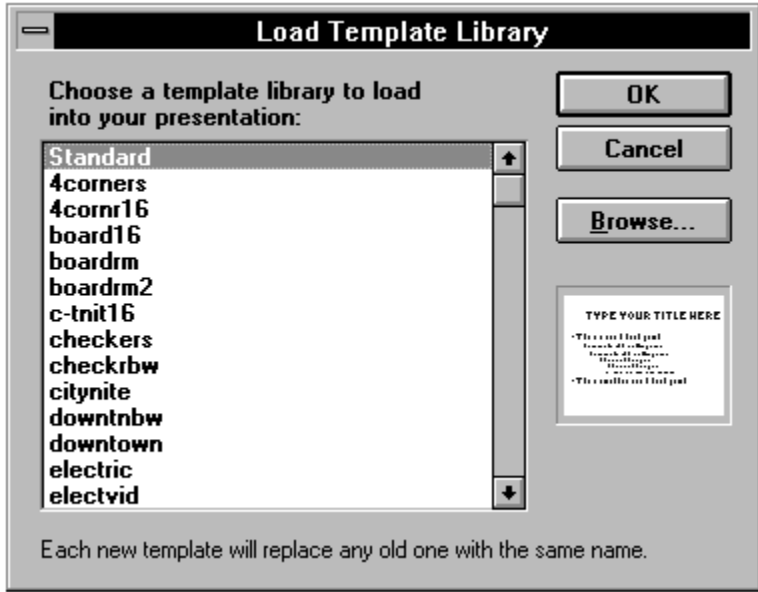 Load Template Library
Choose a template library to load
into your presentation:
Standard
4corners
4cornr16
board16
boardrm
boardrm2
c-tnit16
checkers
checkrbw
citynite
downtnbw
downtown
electric
electvid
OK
Cancel
Browse...
TYPE YOUR TITLE HERE
Each new template will replace any old one with the same name.